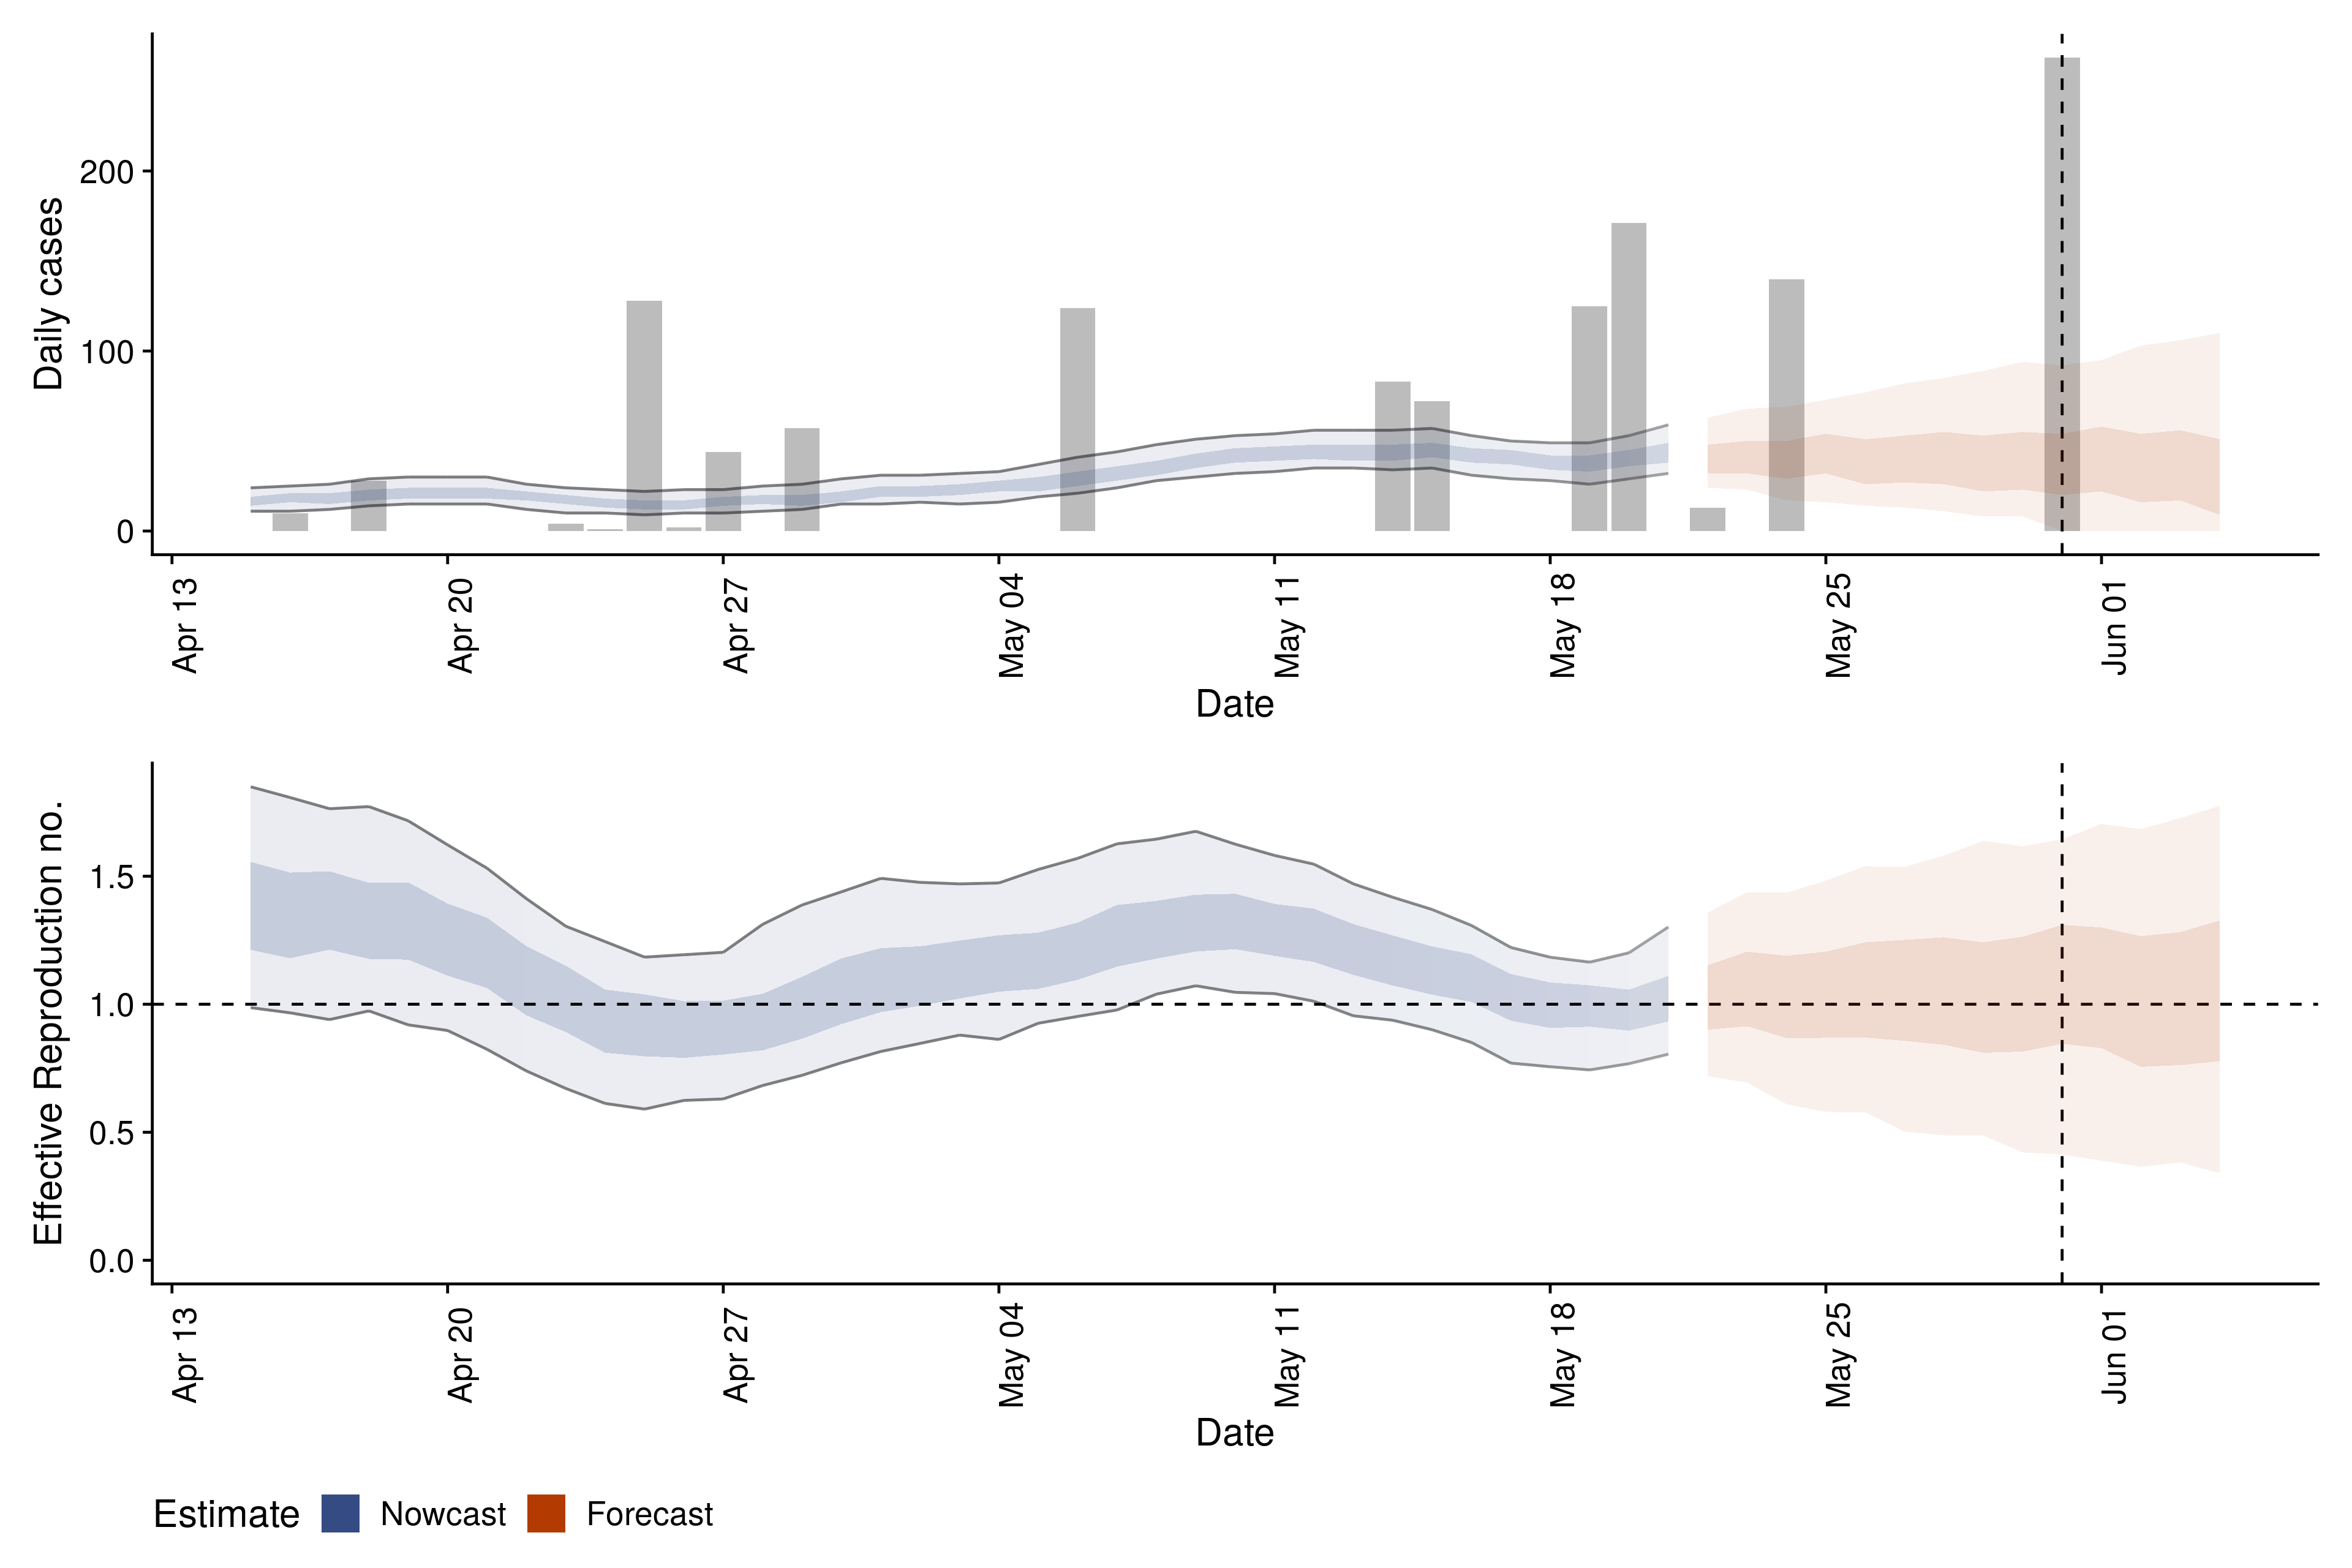 Daily cases
200
100
0
Apr 13
Apr 20
Apr 27
May 04
May 11
May 18
May 25
Jun 01
Date
Effective Reproduction no.
1.5
1.0
0.5
0.0
Apr 13
Apr 20
Apr 27
May 04
May 11
May 18
May 25
Jun 01
Date
Estimate Nowcast Forecast